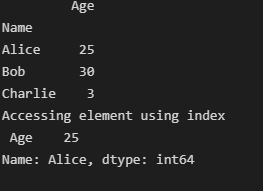 Age
Name
Alice     25
Bob       30
Charlie    3
Accessing element using index
 Age    25
Name: Alice, dtype: int64